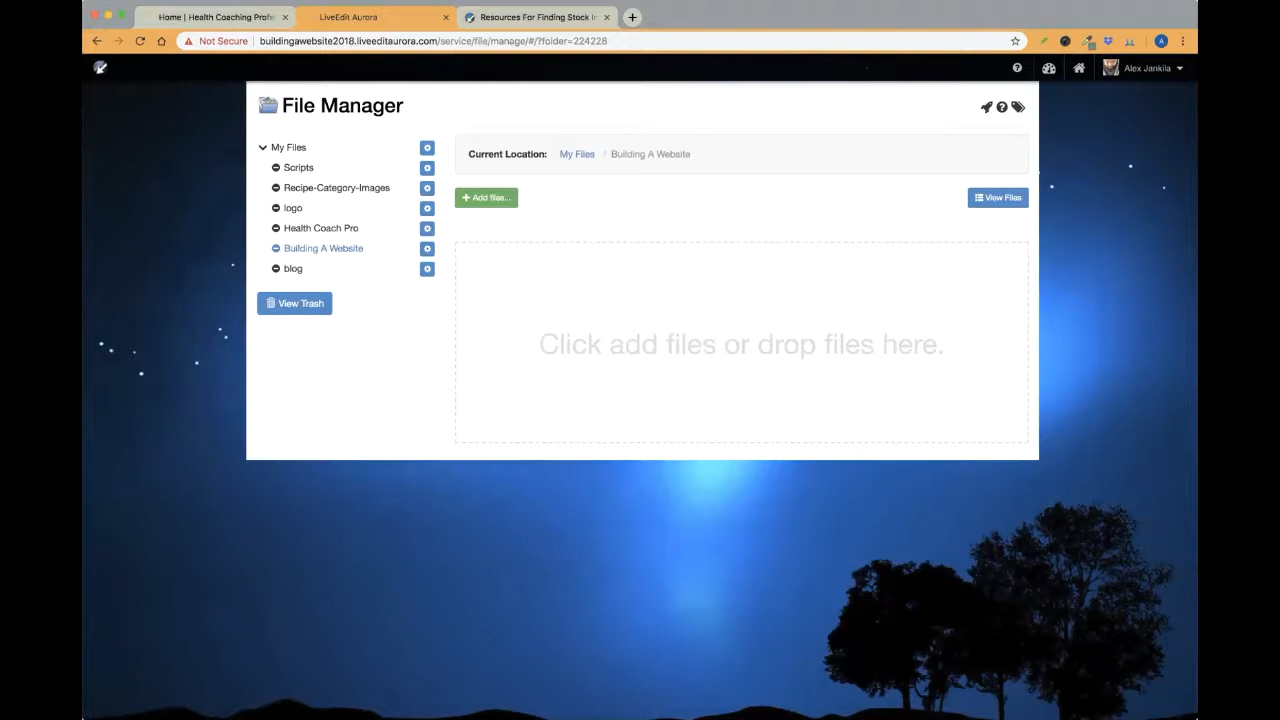 Home | Health Coaching Profe
LiveEdit Aurora
Resources For Finding Stock I
Not Secure
buildingawebsite2018.liveeditaurora.com/service/file/manage/#/?folder=224228
A
Alex Jankila
File Manager
My Files
Scripts
Recipe-Category-Images
logo
Health Coach Pro
Building A Website
blog
View Trash
Current Location: My Files / Building A Website
+ Add files...
View Files
Click add files or drop files here.